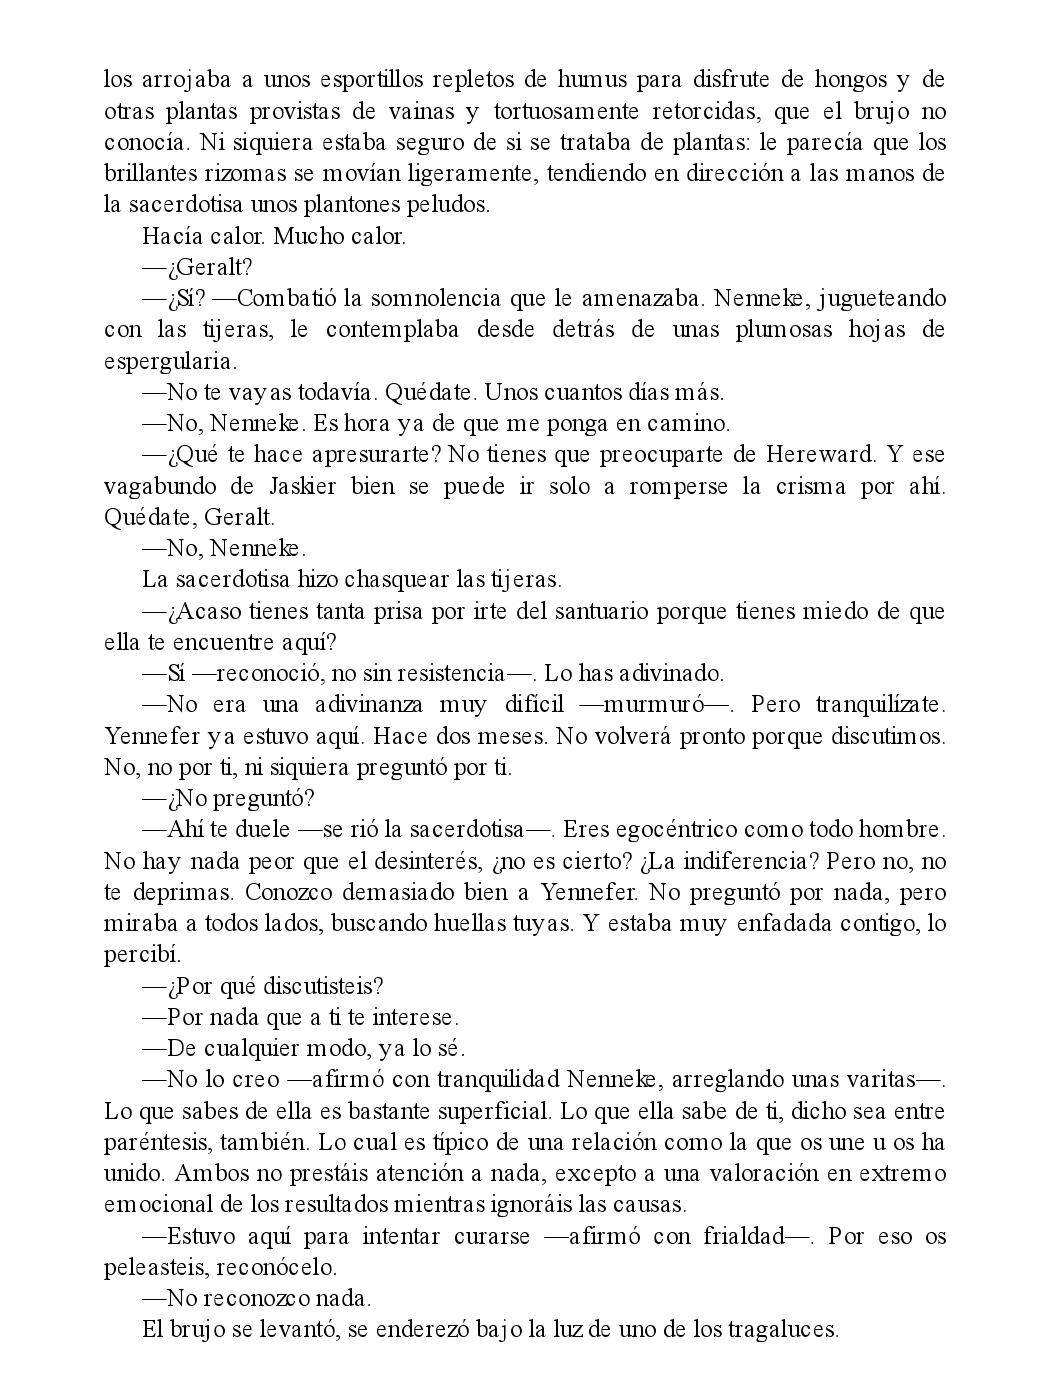 los arrojaba a unos esportillos repletos de humus para disfrute de hongos y de
otras plantas provistas de vainas y tortuosamente retorcidas, que el brujo no
conocía. Ni siquiera estaba seguro de si se trataba de plantas: le parecía que los
brillantes rizomas se movían ligeramente, tendiendo en dirección a las manos de
la sacerdotisa unos plantones peludos.
Hacía calor. Mucho calor.
—¿Geralt?
—¿Sí? —Combatió la somnolencia que le amenazaba. Nenneke, jugueteando
con las tijeras, le contemplaba desde detrás de unas plumosas hojas de
espergularia.
—No te vayas todavía. Quédate. Unos cuantos días más.
—No, Nenneke. Es hora ya de que me ponga en camino.
—¿Qué te hace apresurarte? No tienes que preocuparte de Hereward. Y ese
vagabundo de Jaskier bien se puede ir solo a romperse la crisma por ahí.
Quédate, Geralt.
—No, Nenneke.
La sacerdotisa hizo chasquear las tijeras.
—¿Acaso tienes tanta prisa por irte del santuario porque tienes miedo de que
ella te encuentre aquí?
—Sí —reconoció, no sin resistencia—. Lo has adivinado.
—No era una adivinanza muy difícil —murmuró—. Pero tranquilízate.
Yennefer ya estuvo aquí. Hace dos meses. No volverá pronto porque discutimos.
No, no por ti, ni siquiera preguntó por ti.
—¿No preguntó?
—Ahí te duele —se rió la sacerdotisa—. Eres egocéntrico como todo hombre.
No hay nada peor que el desinterés, ¿no es cierto? ¿La indiferencia? Pero no, no
te deprimas. Conozco demasiado bien a Yennefer. No preguntó por nada, pero
miraba a todos lados, buscando huellas tuyas. Y estaba muy enfadada contigo, lo
percibí.
—¿Por qué discutisteis?
—Por nada que a ti te interese.
—De cualquier modo, ya lo sé.
—No lo creo —afirmó con tranquilidad Nenneke, arreglando unas varitas—.
Lo que sabes de ella es bastante superficial. Lo que ella sabe de ti, dicho sea entre
paréntesis, también. Lo cual es típico de una relación como la que os une u os ha
unido. Ambos no prestáis atención a nada, excepto a una valoración en extremo
emocional de los resultados mientras ignoráis las causas.
—Estuvo aquí para intentar curarse —afirmó con frialdad—. Por eso os
peleasteis, reconócelo.
—No reconozco nada.
El brujo se levantó, se enderezó bajo la luz de uno de los tragaluces.